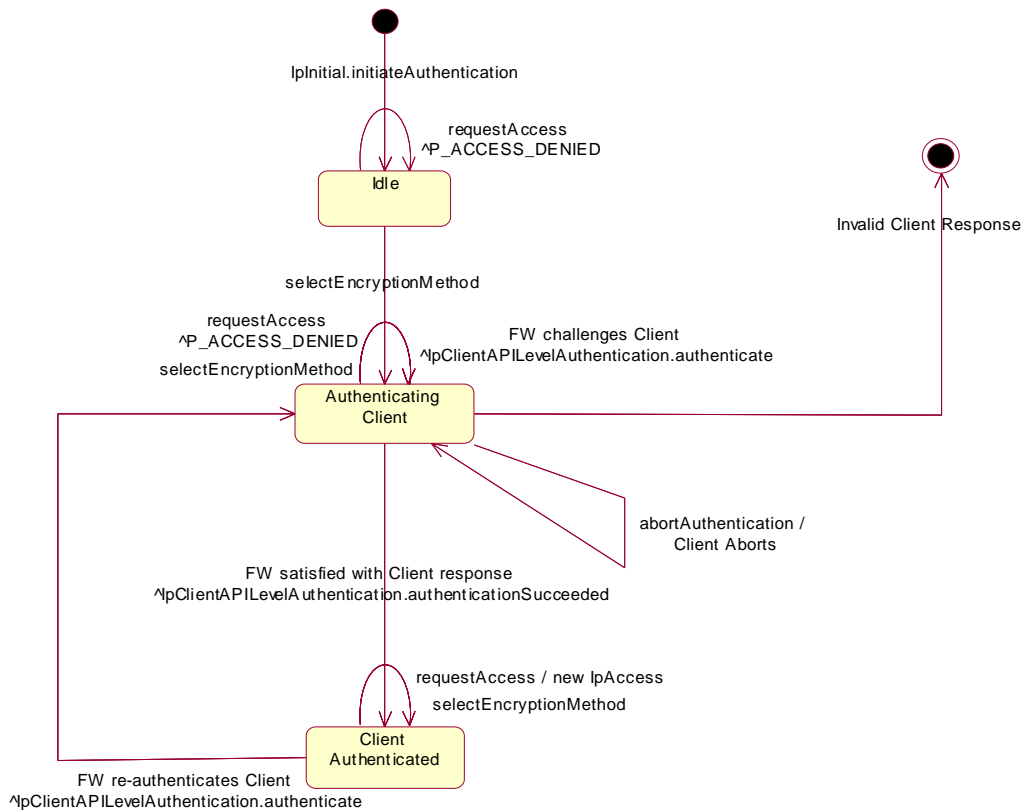 IpInitial.initiateAuthentication
requestAccess
^P_ACCESS_DENIED
Idle
Invalid Client Response
selectEncryptionMethod
requestAccess
^P_ACCESS_DENIED
selectEncryptionMethod
FW challenges Client
^IpClientAPILevelAuthentication.authenticate
Authenticating
Client
abortAuthentication /
Client Aborts
FW satisfied with Client response
^IpClientAPILevelAuthentication.authenticationSucceeded
requestAccess / new IpAccess
selectEncryptionMethod
Client
Authenticated
FW re-authenticates Client
^IpClientAPILevelAuthentication.authenticate